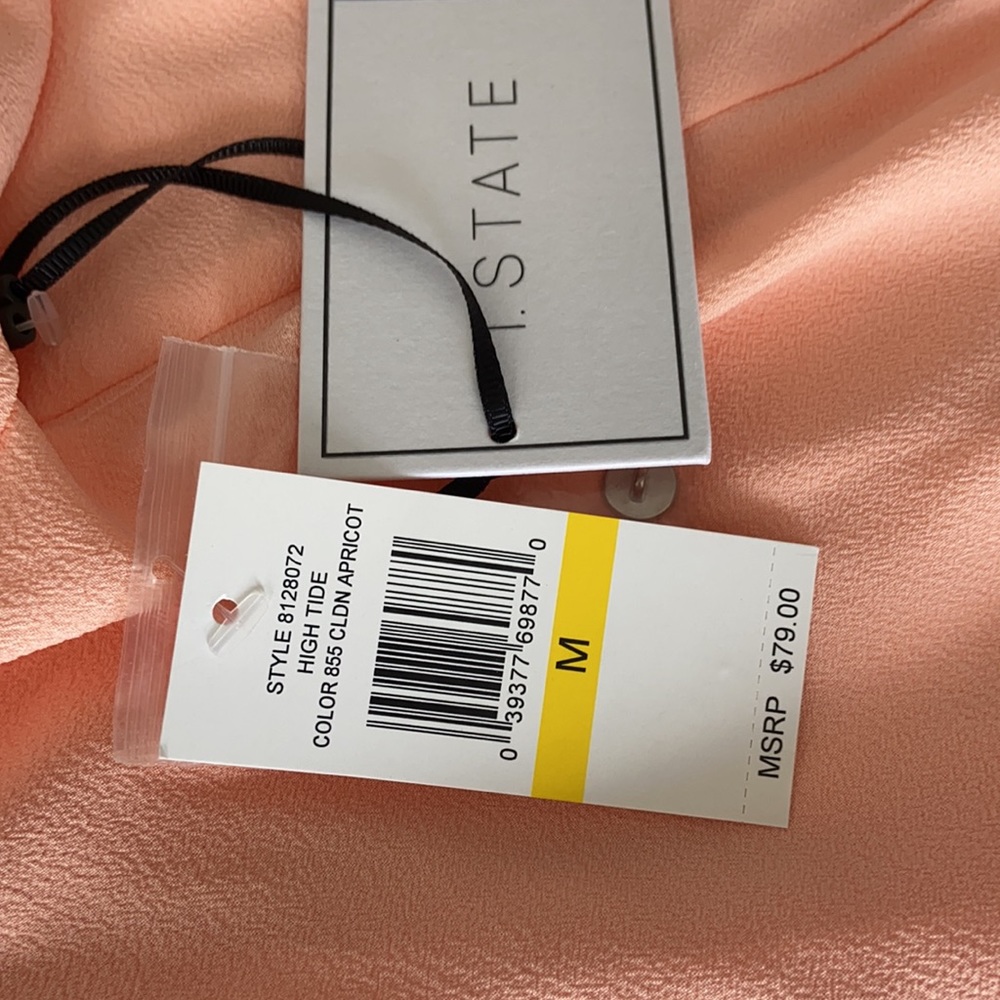 1.STATE
STYLE 8128072
HIGH TIDE
COLOR 855 CLDN APRICOT
0 39377 69877 0
M
MSRP $79.00